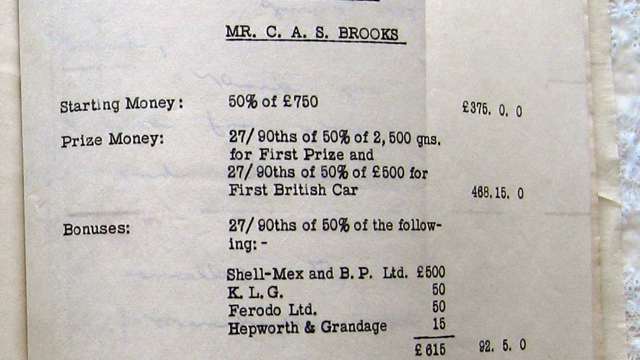 MR. C. A. S. BROOKS
Starting Money: 50% of £750 £375. 0. 0
Prize Money: 27/90ths of 50% of 2,500 gns.
for First Prize and
27/90ths of 50% of £500 for
First British Car 468.15. 0
Bonuses: 27/90ths of 50% of the follow-
ing:-
Shell-Mex and B.P. Ltd. £500
K.L.G. 50
Ferodo Ltd. 50
Hepworth & Grandage 15
£ 615 92. 5. 0